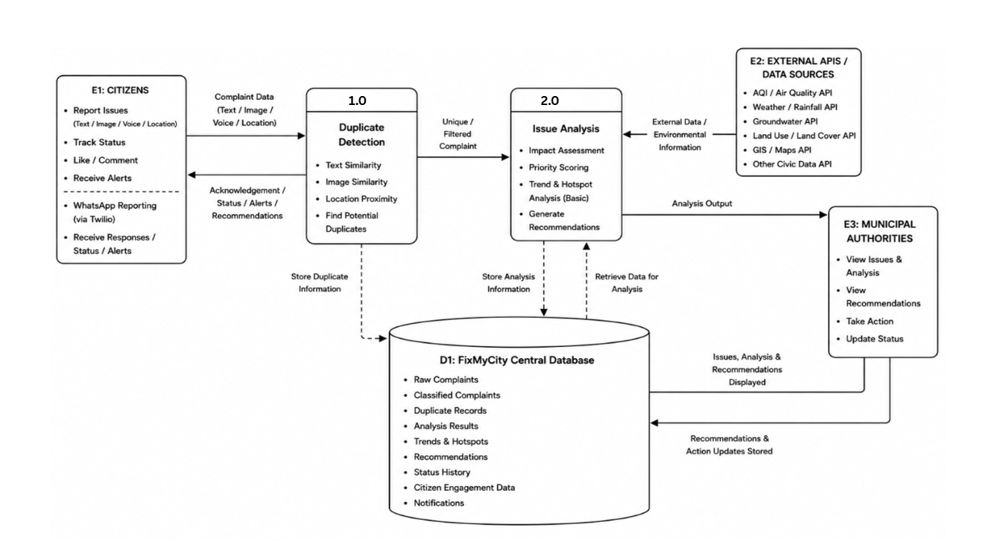 E1: CITIZENS
• Report Issues
(Text / Image / Voice / Location)
• Track Status
• Like / Comment
• Receive Alerts
• WhatsApp Reporting
(via Twilio)
• Receive Responses /
Status / Alerts
Complaint Data
(Text / Image /
Voice / Location)
Acknowledgement /
Status / Alerts /
Recommendations
1.0
Duplicate
Detection
• Text Similarity
• Image Similarity
• Location Proximity
• Find Potential
Duplicates
Unique /
Filtered
Complaint
2.0
Issue Analysis
• Impact Assessment
• Priority Scoring
• Trend & Hotspot
Analysis (Basic)
• Generate
Recommendations
External Data /
Environmental
Information
E2: EXTERNAL APIS /
DATA SOURCES
• AQI / Air Quality API
• Weather / Rainfall API
• Groundwater API
• Land Use / Land Cover API
• GIS / Maps API
• Other Civic Data API
Analysis Output
E3: MUNICIPAL
AUTHORITIES
• View Issues &
Analysis
• View
Recommendations
• Take Action
• Update Status
Store Duplicate
Information
Store Analysis
Information
Retrieve Data for
Analysis
D1: FixMyCity Central Database
• Raw Complaints
• Classified Complaints
• Duplicate Records
• Analysis Results
• Trends & Hotspots
• Recommendations
• Status History
• Citizen Engagement Data
• Notifications
Issues, Analysis &
Recommendations
Displayed
Recommendations &
Action Updates Stored